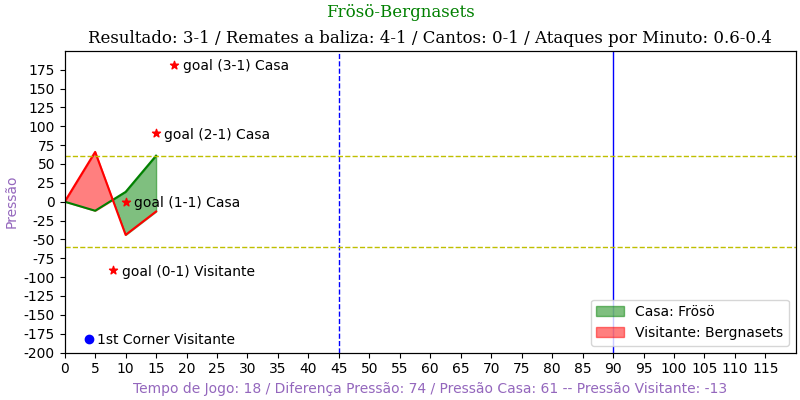 Frösö-Bergnasets
Resultado: 3-1 / Remates a baliza: 4-1 / Cantos: 0-1 / Ataques por Minuto: 0.6-0.4
175
goal (3-1) Casa
150
125
100
goal (2-1) Casa
75
50
25
0
goal (1-1) Casa
-25
-50
-75
goal (0-1) Visitante
-100
-125
-150
-175
-200
1st Corner Visitante
Pressão
Casa: Frösö
Visitante: Bergnasets
0 5 10 15 20 25 30 35 40 45 50 55 60 65 70 75 80 85 90 95 100 105 110 115
Tempo de Jogo: 18 / Diferença Pressão: 74 / Pressão Casa: 61 -- Pressão Visitante: -13